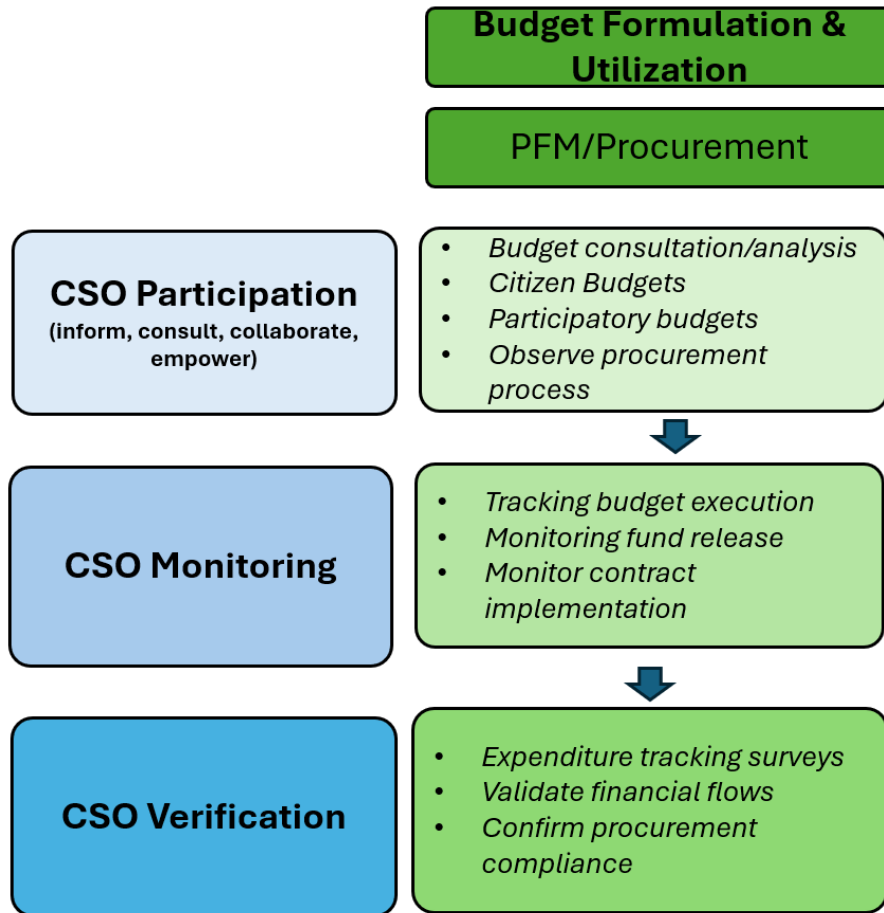 Budget Formulation &
Utilization
PFM/Procurement
CSO Participation
(inform, consult, collaborate,
empower)
• Budget consultation/analysis
• Citizen Budgets
• Participatory budgets
• Observe procurement
process
CSO Monitoring
• Tracking budget execution
• Monitoring fund release
• Monitor contract
implementation
CSO Verification
• Expenditure tracking surveys
• Validate financial flows
• Confirm procurement
compliance